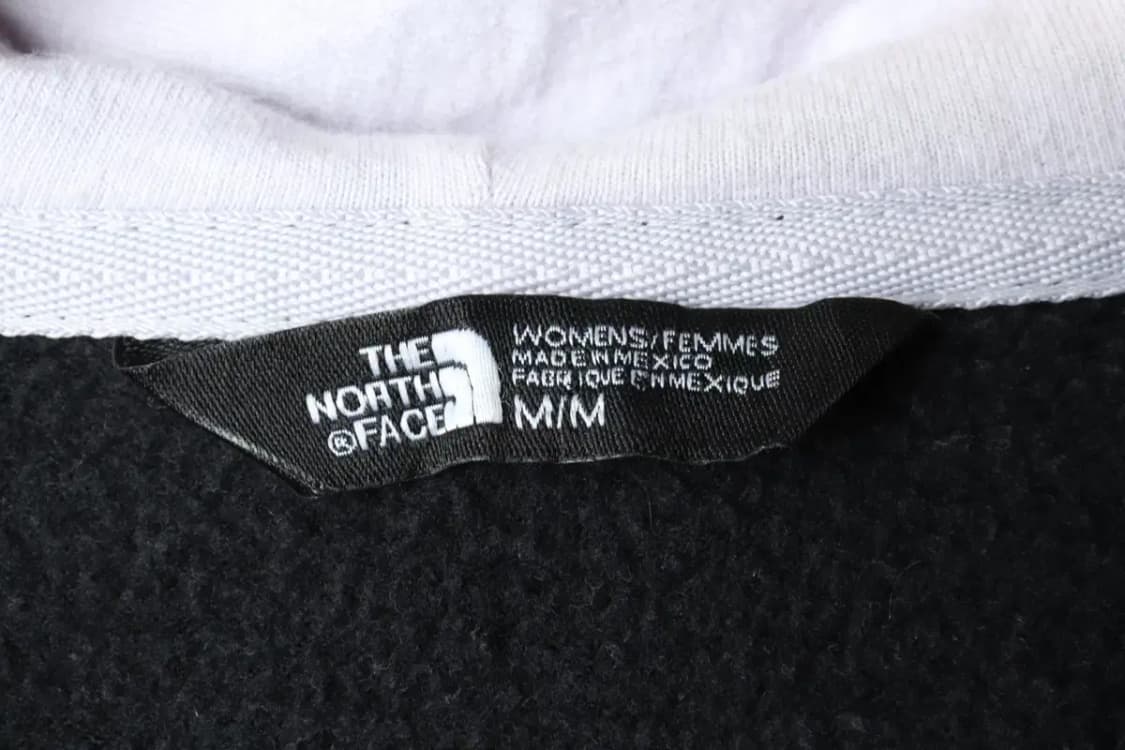 THE
NORTH
®FACE
WOMENS/FEMMES
MADE IN MEXICO
FABRIQUE EN MEXIQUE
M/M